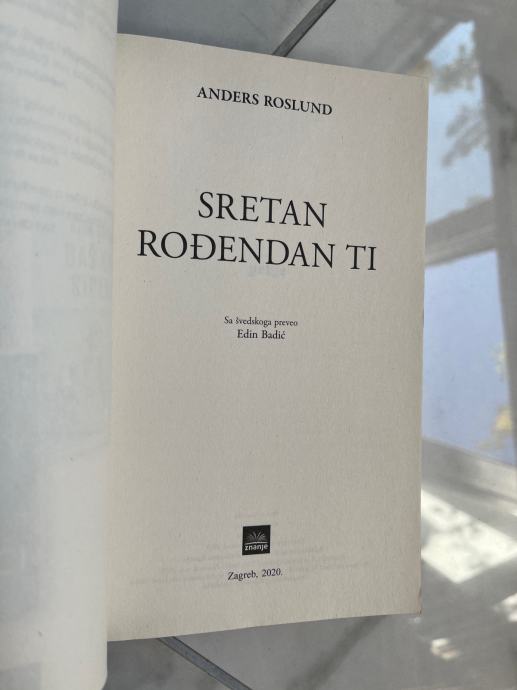 ANDERS ROSLUND
SRETAN
ROĐENDAN TI
Sa švedskoga preveo
Edin Badić
znanje
Zagreb, 2020.